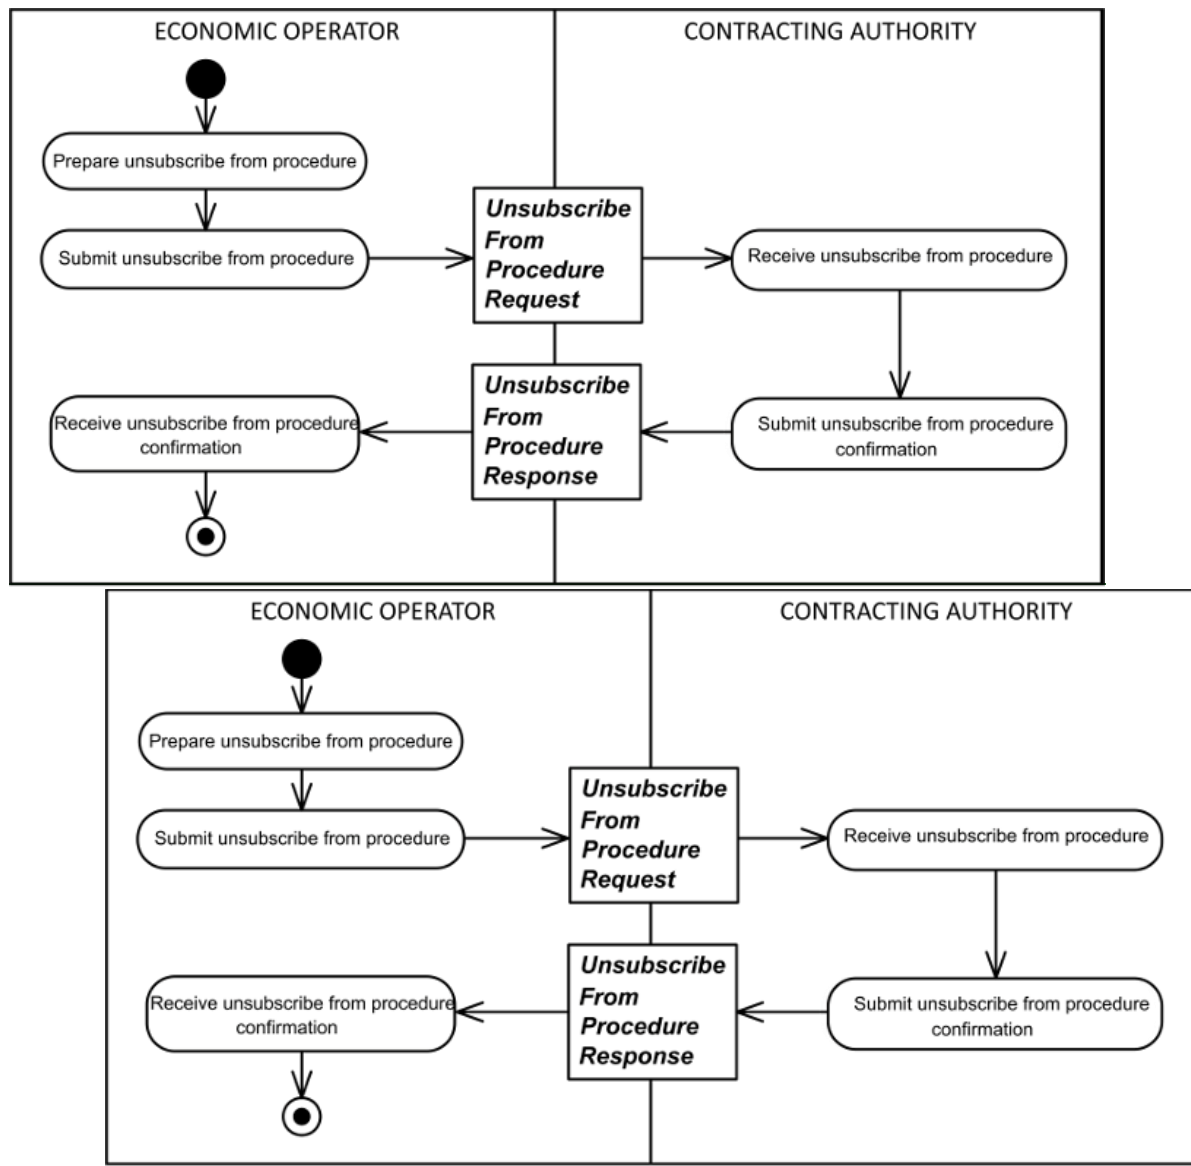 ECONOMIC OPERATOR
CONTRACTING AUTHORITY
Prepare unsubscribe from procedure
Submit unsubscribe from procedure
Unsubscribe
From
Procedure
Request
Receive unsubscribe from procedure
Receive unsubscribe from procedure
confirmation
Unsubscribe
From
Procedure
Response
Submit unsubscribe from procedure
confirmation
ECONOMIC OPERATOR
CONTRACTING AUTHORITY
Prepare unsubscribe from procedure
Submit unsubscribe from procedure
Unsubscribe
From
Procedure
Request
Receive unsubscribe from procedure
Receive unsubscribe from procedure
confirmation
Unsubscribe
From
Procedure
Response
Submit unsubscribe from procedure
confirmation